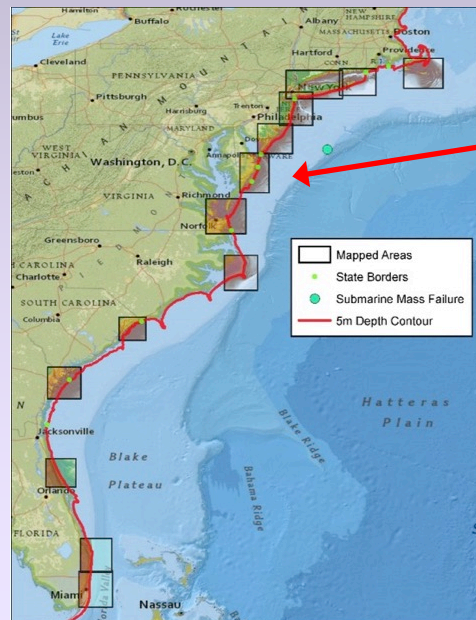 NEW
HAMPSHIRE
Albany
Buffalo
Lake
Erie
MASSACHUSETTS
Boston
Cleveland
Hartford
Providence
CONN
R I
PENNSYLVANIA
New York
Pittsburgh
Trenton
Harrisburg
Philadelphia
MARYLAND
WEST
VIRGINIA
Washington, D.C.
Annapolis
WARE
VIRGINIA
Richmond
Norfolk
Greensboro
Raleigh
CAROLINA
Charlotte
SOUTH CAROLINA
Columbia
Mapped Areas
State Borders
Submarine Mass Failure
5m Depth Contour
Hatteras
Plain
Blake Ridge
Jacksonville
Blake
Plateau
Bahama Ridge
Orlando
FLORIDA
Miami
Nassau